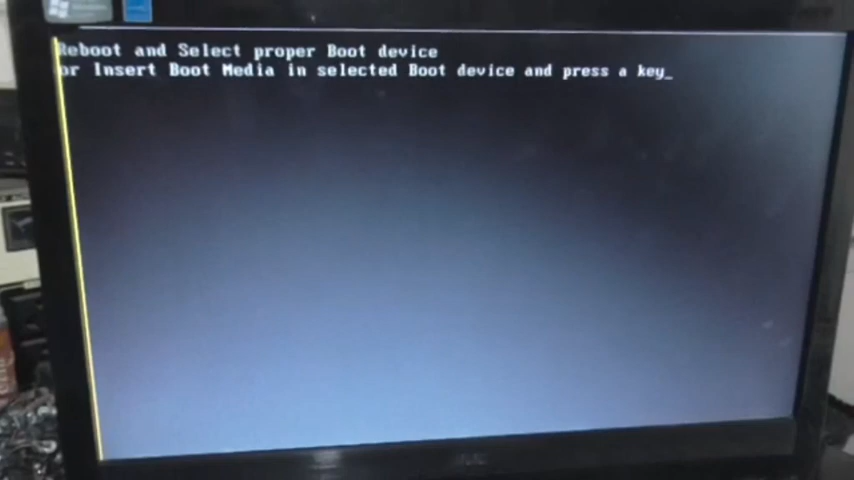 Reboot and Select proper Boot device
or Insert Boot Media in selected Boot device and press a key_